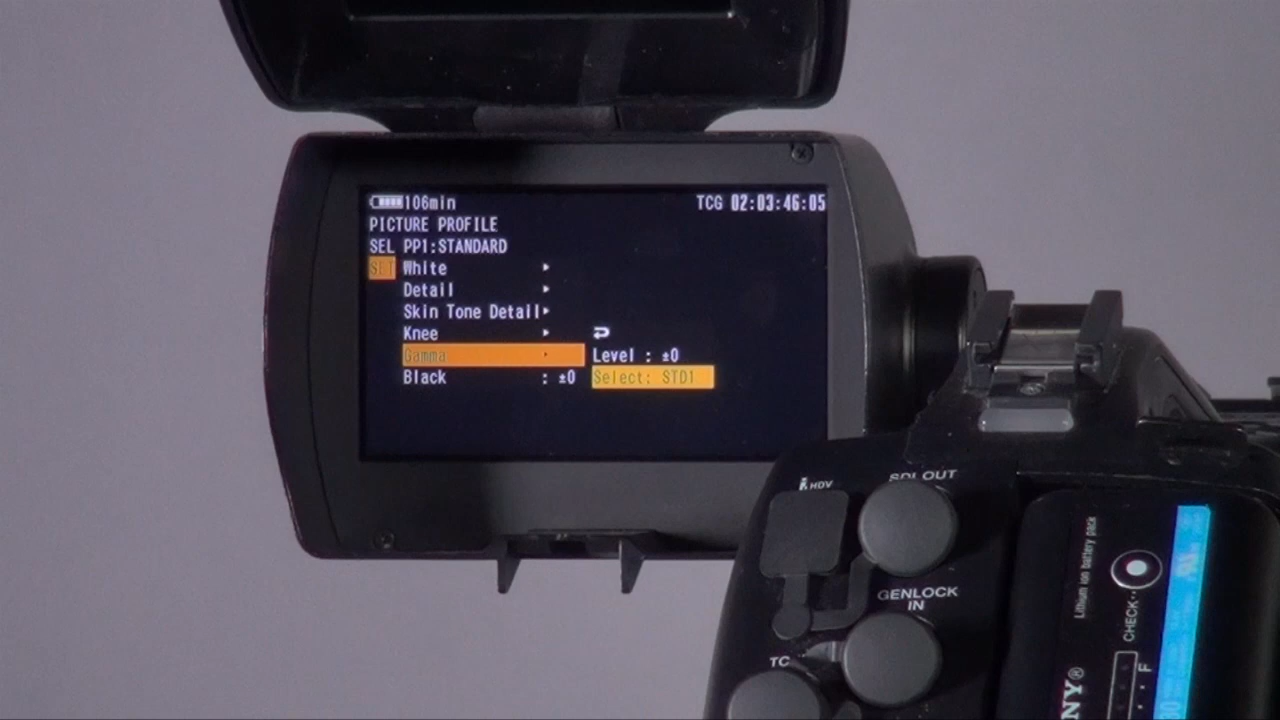 106min TCG 02:03:46:05
PICTURE PROFILE
SEL PP1:STANDARD
SET White
Detail
Skin Tone Detail
Knee
Gamma Level : ±0
Black : ±0 Select: STD1
HDV
SDI OUT
GENLOCK
IN
TC
Lithium ion battery pack
CHECK
F
NY®